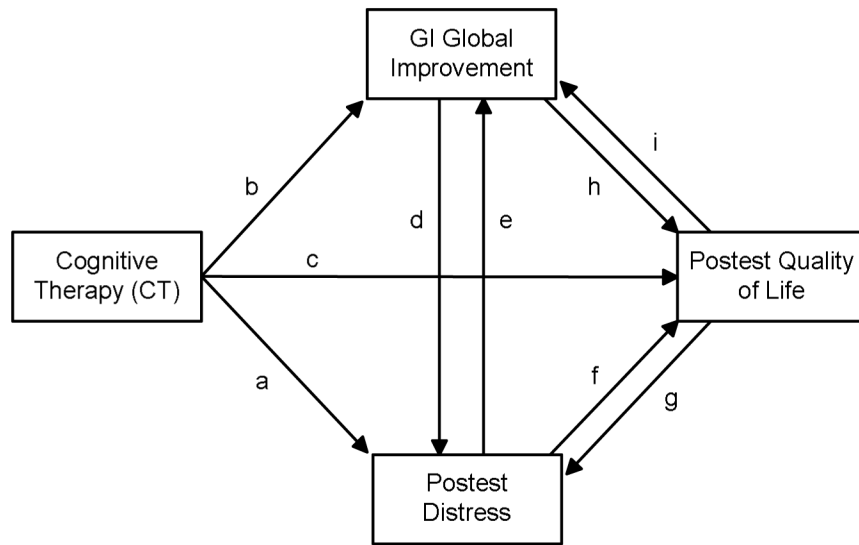 GI Global
Improvement
b
i
h
d
e
Cognitive
Therapy (CT)
c
Postest Quality
of Life
a
f
g
Postest
Distress